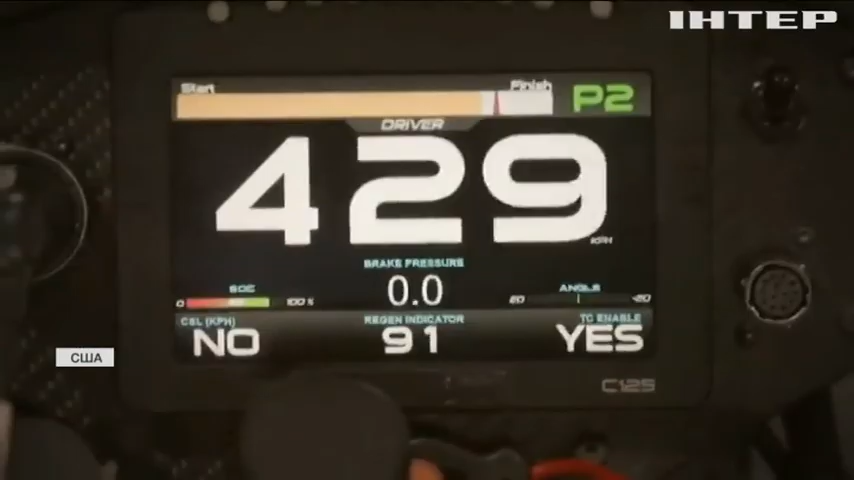 ІНТЕР
Start Finish P2
DRIVER
429
KPH
BRAKE PRESSURE
0.0
SOC ANGLE
0 100 % 20 -20
CSL (KPH) REGEN INDICATOR TC ENABLE
NO 91 YES
США
C125